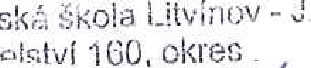 ská škola Litvínov - J
elství 160, okres